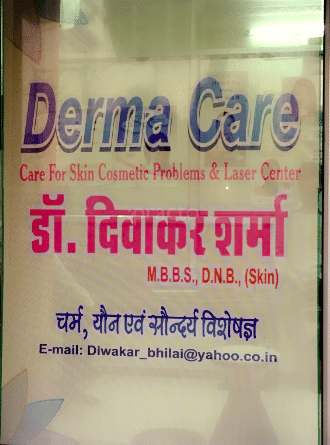 Derma Care
Care For Skin Cosmetic Problems & Laser Center
डॉ. दिवाकर शर्मा
M.B.B.S., D.N.B., (Skin)
चर्म, यौन एवं सौन्दर्य विशेषज्ञ
E-mail: Diwakar_bhilai@yahoo.co.in